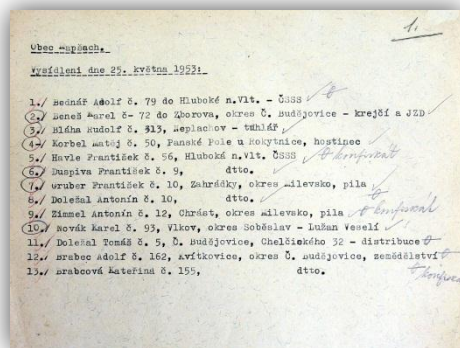 1.
Obec Mapčach.
Vysídleni dne 25. května 1953:
1./ Bednář Adolf č. 79 do Hluboké n.Vlt. - ČSSS
2./ Beneš Karel č- 72 do Zborova, okres Č. Budějovice - krejčí a JZD
3./ Bláha Rudolf č. 313, Neplachov - truhlář
4-/ Korbel Matěj č. 50, Panské Pole u Rokytnice, hostinec
5./ Havle František č. 56, Hluboká n.Vlt. ČSSS konfiskát
6./ Duspiva František č. 9, dtto.
7./ Gruber František č. 10, Zahrádky, okres Milevsko, pila
8./ Doležal Antonín č. 10, dtto.
9./ Zimmel Antonín č. 12, Chrást, okres Milevsko, pila konfiskát
10./ Novák Karel č. 93, Vlkov, okres Soběslav - Lužan Veselí
11./ Doležal Tomáš č. 5, Č. Budějovice, Chelčického 32 - distribuce
12./ Brabec Adolf č. 162, Kvítkovice, okres Č. Budějovice, zemědělství
13./ Brabcová Kateřina č. 155, dtto.